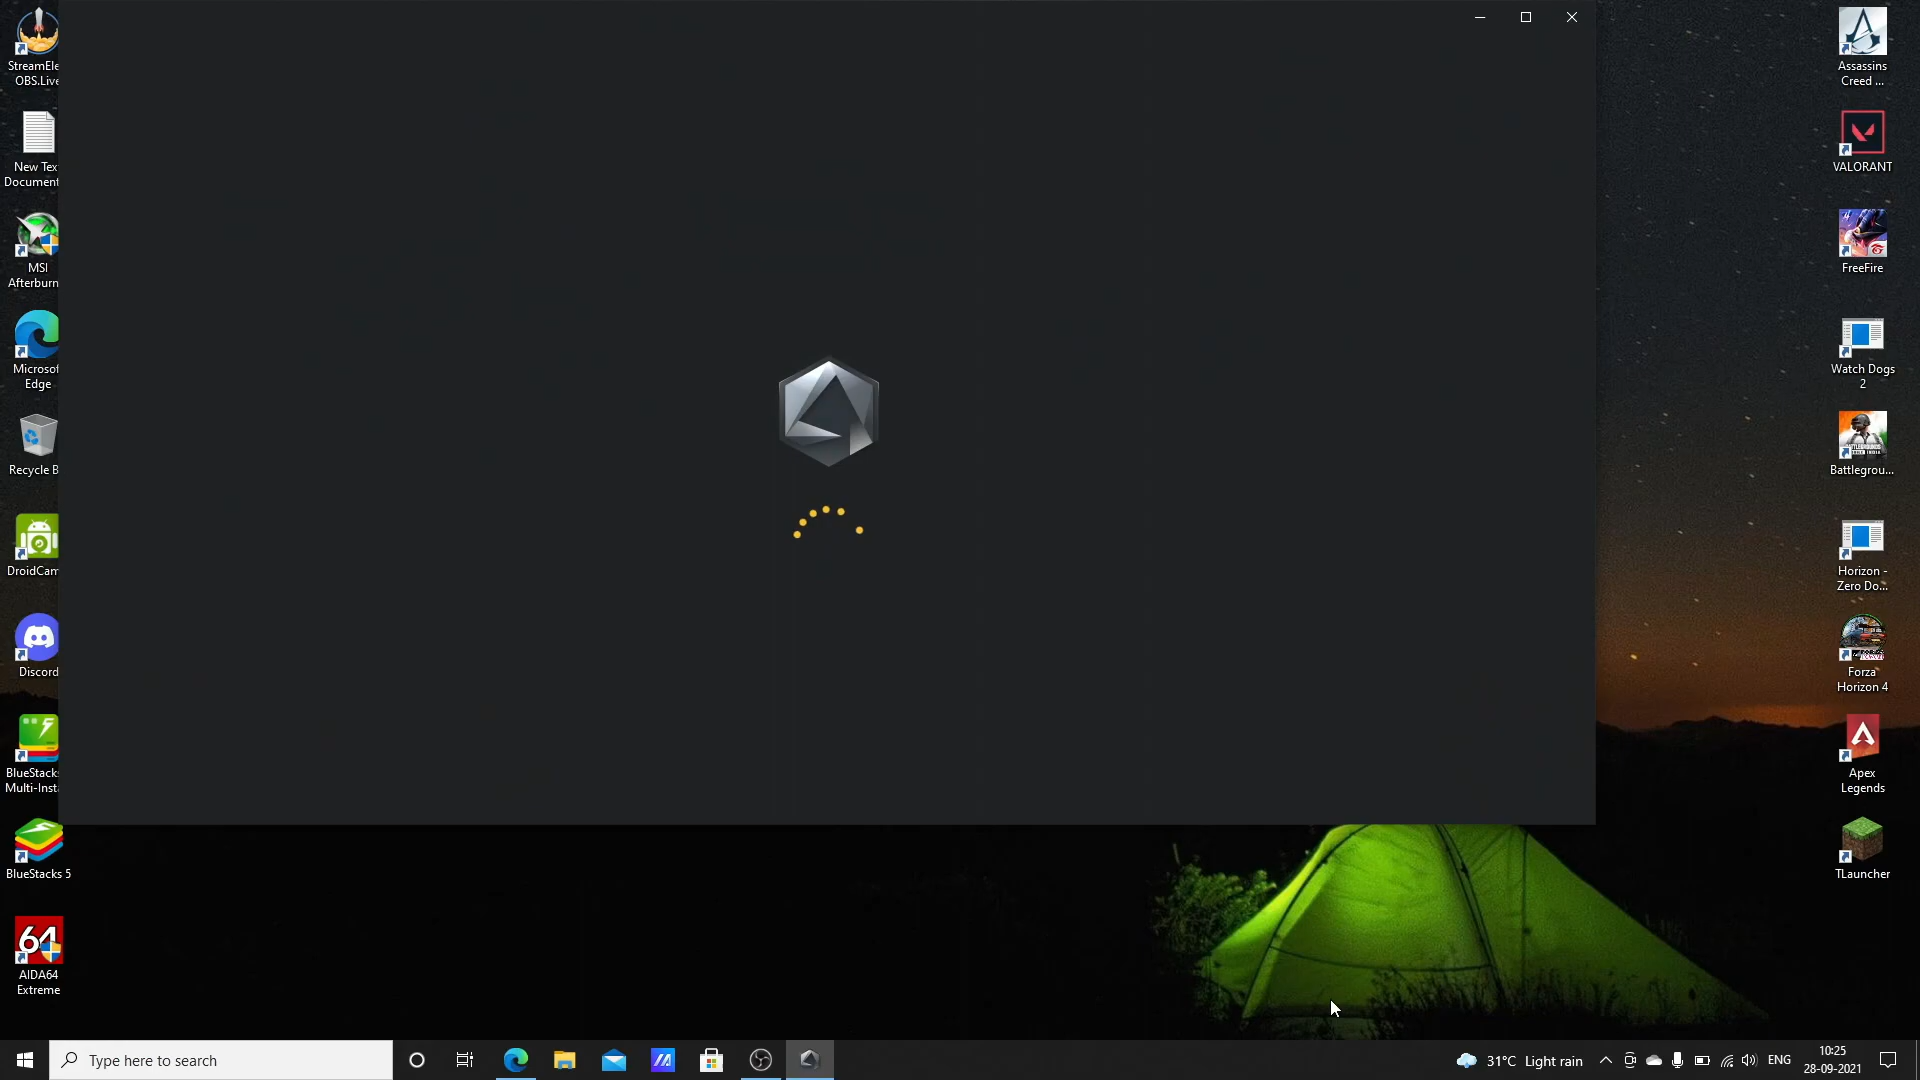 StreamEle
OBS.Live
New Tex
Document
MSI
Afterburn
Microsof
Edge
Recycle B
DroidCam
Discord
BlueStacks
Multi-Insta
BlueStacks 5
64
AIDA64
Extreme
Assassins
Creed ...
VALORANT
FreeFire
Watch Dogs
2
Battlegrou...
Horizon -
Zero Do...
Forza
Horizon 4
Apex
Legends
TLauncher
Type here to search
31°C Light rain
ENG
10:25
28-09-2021